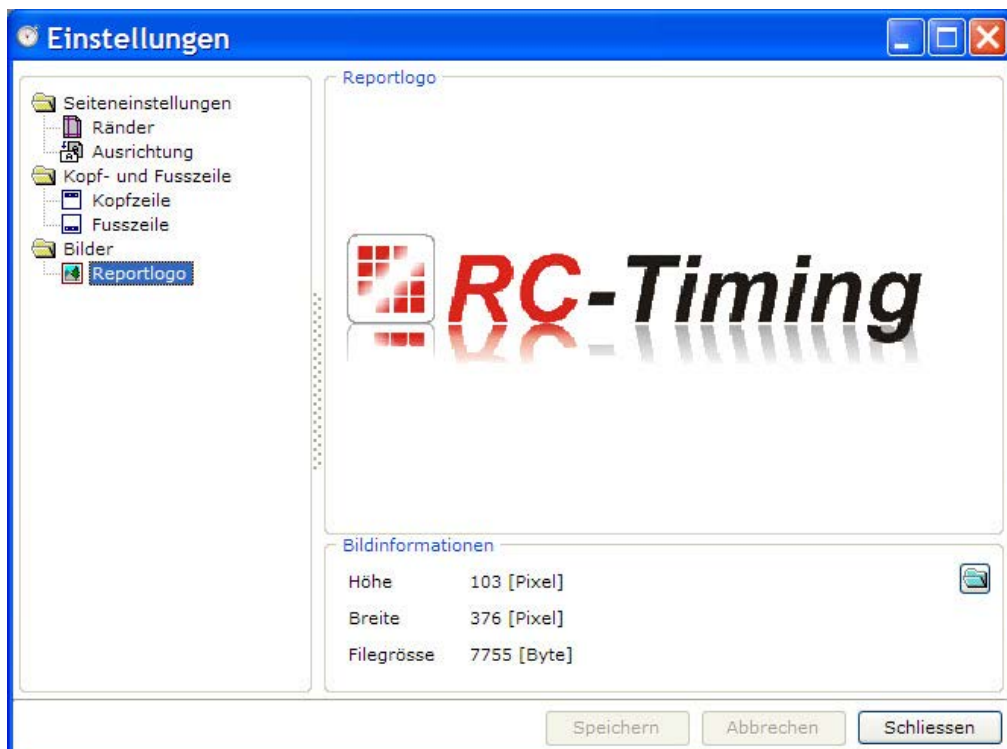 Einstellungen
Seiteneinstellungen
Ränder
Ausrichtung
Kopf- und Fusszeile
Kopfzeile
Fusszeile
Bilder
Reportlogo
Reportlogo
RC-Timing
Bildinformationen
Höhe 103 [Pixel]
Breite 376 [Pixel]
Filegrösse 7755 [Byte]
Speichern Abbrechen Schliessen